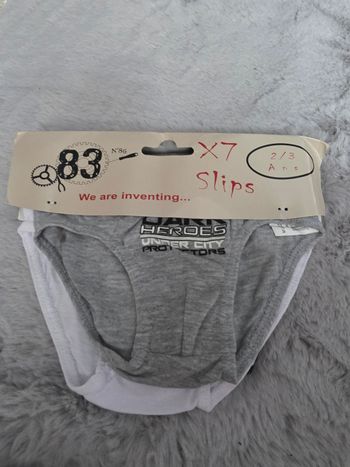 83
N°86
X7
Slips
2/3
Ans
We are inventing...
DARK
HEROES
UNDER CITY
PROTECTORS